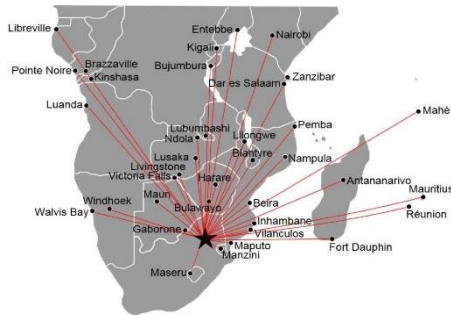 Libreville
Entebbe
Nairobi
Kigali
Pointe Noire
Brazzaville
Kinshasa
Bujumbura
Dar es Salaam
Zanzibar
Luanda
Mahé
Pemba
Lubumbashi
Ndola
Lilongwe
Lusaka
Blantyre
Nampula
Livingstone
Victoria Falls
Harare
Antananarivo
Maun
Bulawayo
Beira
Mauritius
Windhoek
Walvis Bay
Réunion
Inhambane
Gaborone
Vilanculos
Maputo
Fort Dauphin
Manzini
Maseru